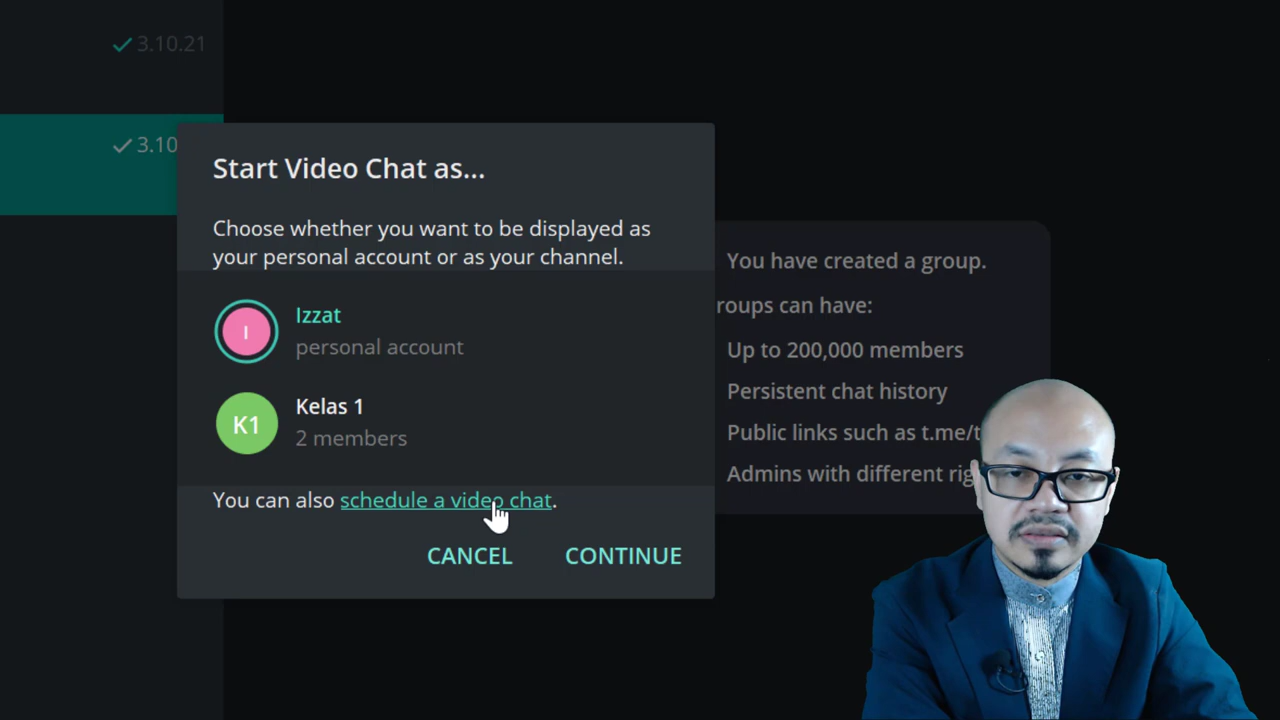 3.10.21
3.10
Start Video Chat as...
Choose whether you want to be displayed as
your personal account or as your channel.
I
Izzat
personal account
K1
Kelas 1
2 members
You can also schedule a video chat.
CANCEL
CONTINUE
You have created a group.
roups can have:
Up to 200,000 members
Persistent chat history
Public links such as t.me/t
Admins with different rig